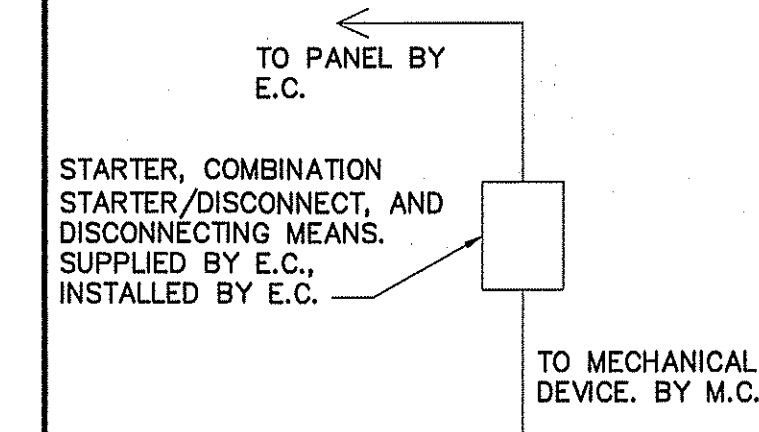 TO PANEL BY
E.C.
STARTER, COMBINATION
STARTER/DISCONNECT, AND
DISCONNECTING MEANS.
SUPPLIED BY E.C.,
INSTALLED BY E.C.
TO MECHANICAL
DEVICE. BY M.C.